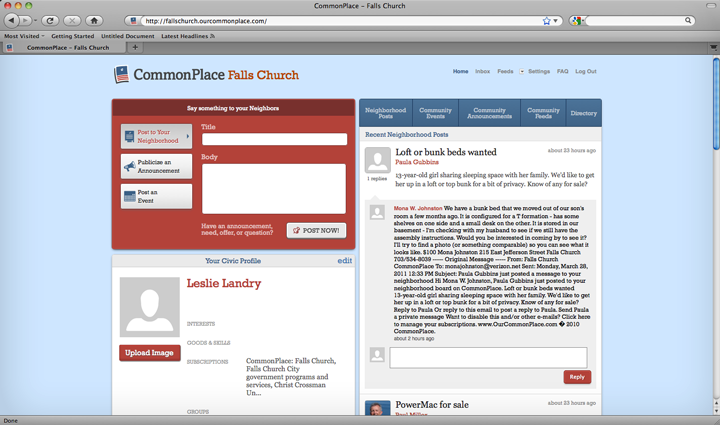 CommonPlace - Falls Church
http://fallschurch.ourcommonplace.com/
Most Visited
Getting Started
Untitled Document
Latest Headlines
CommonPlace - Falls Church
CommonPlace Falls Church
Home
Inbox
Feeds
Settings
FAQ
Log Out
Say something to your Neighbors
Post to Your
Neighborhood
Publicize an
Announcement
Post an
Event
Title
Body
Have an announcement,
need, offer, or question?
POST NOW!
Your Civic Profile
edit
Leslie Landry
INTERESTS
GOODS & SKILLS
Upload Image
SUBSCRIPTIONS
CommonPlace: Falls Church,
Falls Church City
government programs and
services, Christ Crossman
Un...
GROUPS
Neighborhood
Posts
Community
Events
Community
Announcements
Community
Feeds
Directory
Recent Neighborhood Posts
Loft or bunk beds wanted
about 23 hours ago
Paula Gubbins
1 replies
13-year-old girl sharing sleeping space with her family. We'd like to get
her up in a loft or top bunk for a bit of privacy. Know of any for sale?
Mona W. Johnston We have a bunk bed that we moved out of our son's
room a few months ago. It is configured for a T formation - has some
shelves on one side and a small desk on the other. It is stored in our
basement - I'm checking with my husband to see if we still have the
assembly instructions. Would you be interested in coming to see it?
I'll try to find a photo (or something comparable) so you can see what it
looks like. $100 Mona Johnston 215 East Jefferson Street Falls Church
703/534-8039 ----- Original Message ----- From: Falls Church
CommonPlace To: monajohnston@verizon.net Sent: Monday, March 28,
2011 12:33 PM Subject: Paula Gubbins just posted a message to your
neighborhood Hi Mona W. Johnston, Paula Gubbins just posted to your
neighborhood board on CommonPlace. Loft or bunk beds wanted
13-year-old girl sharing sleeping space with her family. We'd like to get
her up in a loft or top bunk for a bit of privacy. Know of any for sale?
Reply to Paula Or reply to this email to post a reply to Paula. Send Paula
a private message Want to disable this and/or other e-mails? Click here
to manage your subscriptions. www.OurCommonPlace.com � 2010
CommonPlace.
about 2 hours ago
Reply
PowerMac for sale
about 23 hours ago
Paul Miller
Done